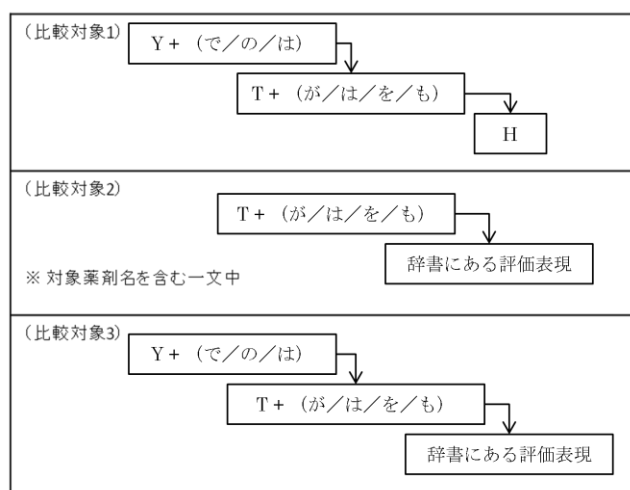 (比較対象1)
Y + (で/の/は)
T + (が/は/を/も)
H
(比較対象2)
T + (が/は/を/も)
辞書にある評価表現
※ 対象薬剤名を含む一文中
(比較対象3)
Y + (で/の/は)
T + (が/は/を/も)
辞書にある評価表現